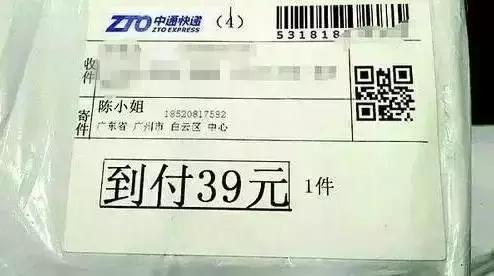 ZTO 中通快递 (4)
ZTO EXPRESS
531818
收件
寄件
陈小姐 18520817592
广东省 广州市 白云区 中心
到付39元 1件